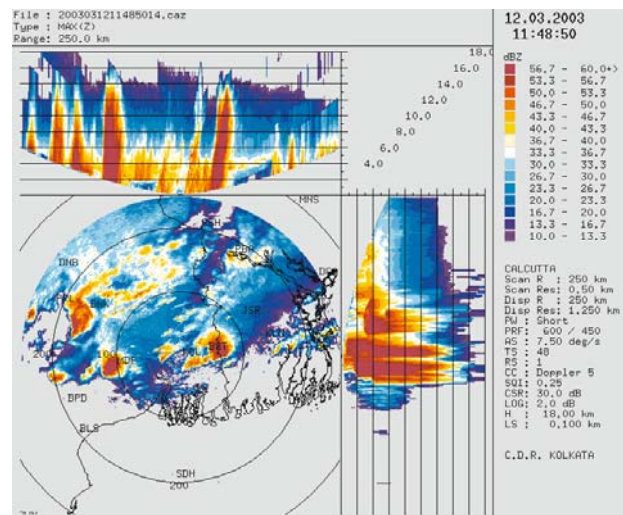 File : 2003031211485014.caz
Type : MAX(Z)
Range: 250.0 km
18.0
16.0
14.0
12.0
10.0
8.0
6.0
4.0
MNS
DNB
JSR
BPD
BLS
SDH
200
200
12.03.2003
11:48:50
dBZ
56.7 - 60.0+>
53.3 - 56.7
50.0 - 53.3
46.7 - 50.0
43.3 - 46.7
40.0 - 43.3
36.7 - 40.0
33.3 - 36.7
30.0 - 33.3
26.7 - 30.0
23.3 - 26.7
20.0 - 23.3
16.7 - 20.0
13.3 - 16.7
10.0 - 13.3
CALCUTTA
Scan R : 250 km
Scan Res: 0,50 km
Disp R : 250 km
Disp Res: 1,250 km
PW : Short
PRF: 600 / 450
AS : 7.50 deg/s
TS : 48
RS : 1
CC : Doppler 5
SQI: 0,25
CSR: 30,0 dB
LOG: 2,0 dB
H : 18,00 km
LS : 0,100 km
C.D.R. KOLKATA